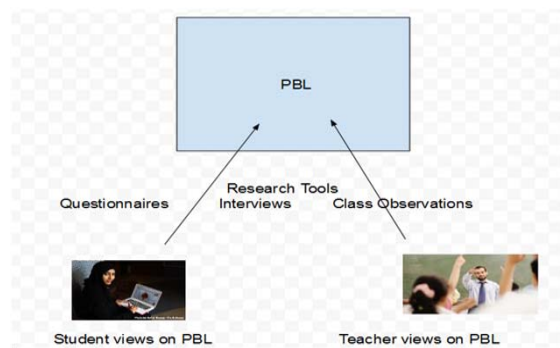 PBL
Research Tools
Questionnaires Interviews Class Observations
Student views on PBL Teacher views on PBL